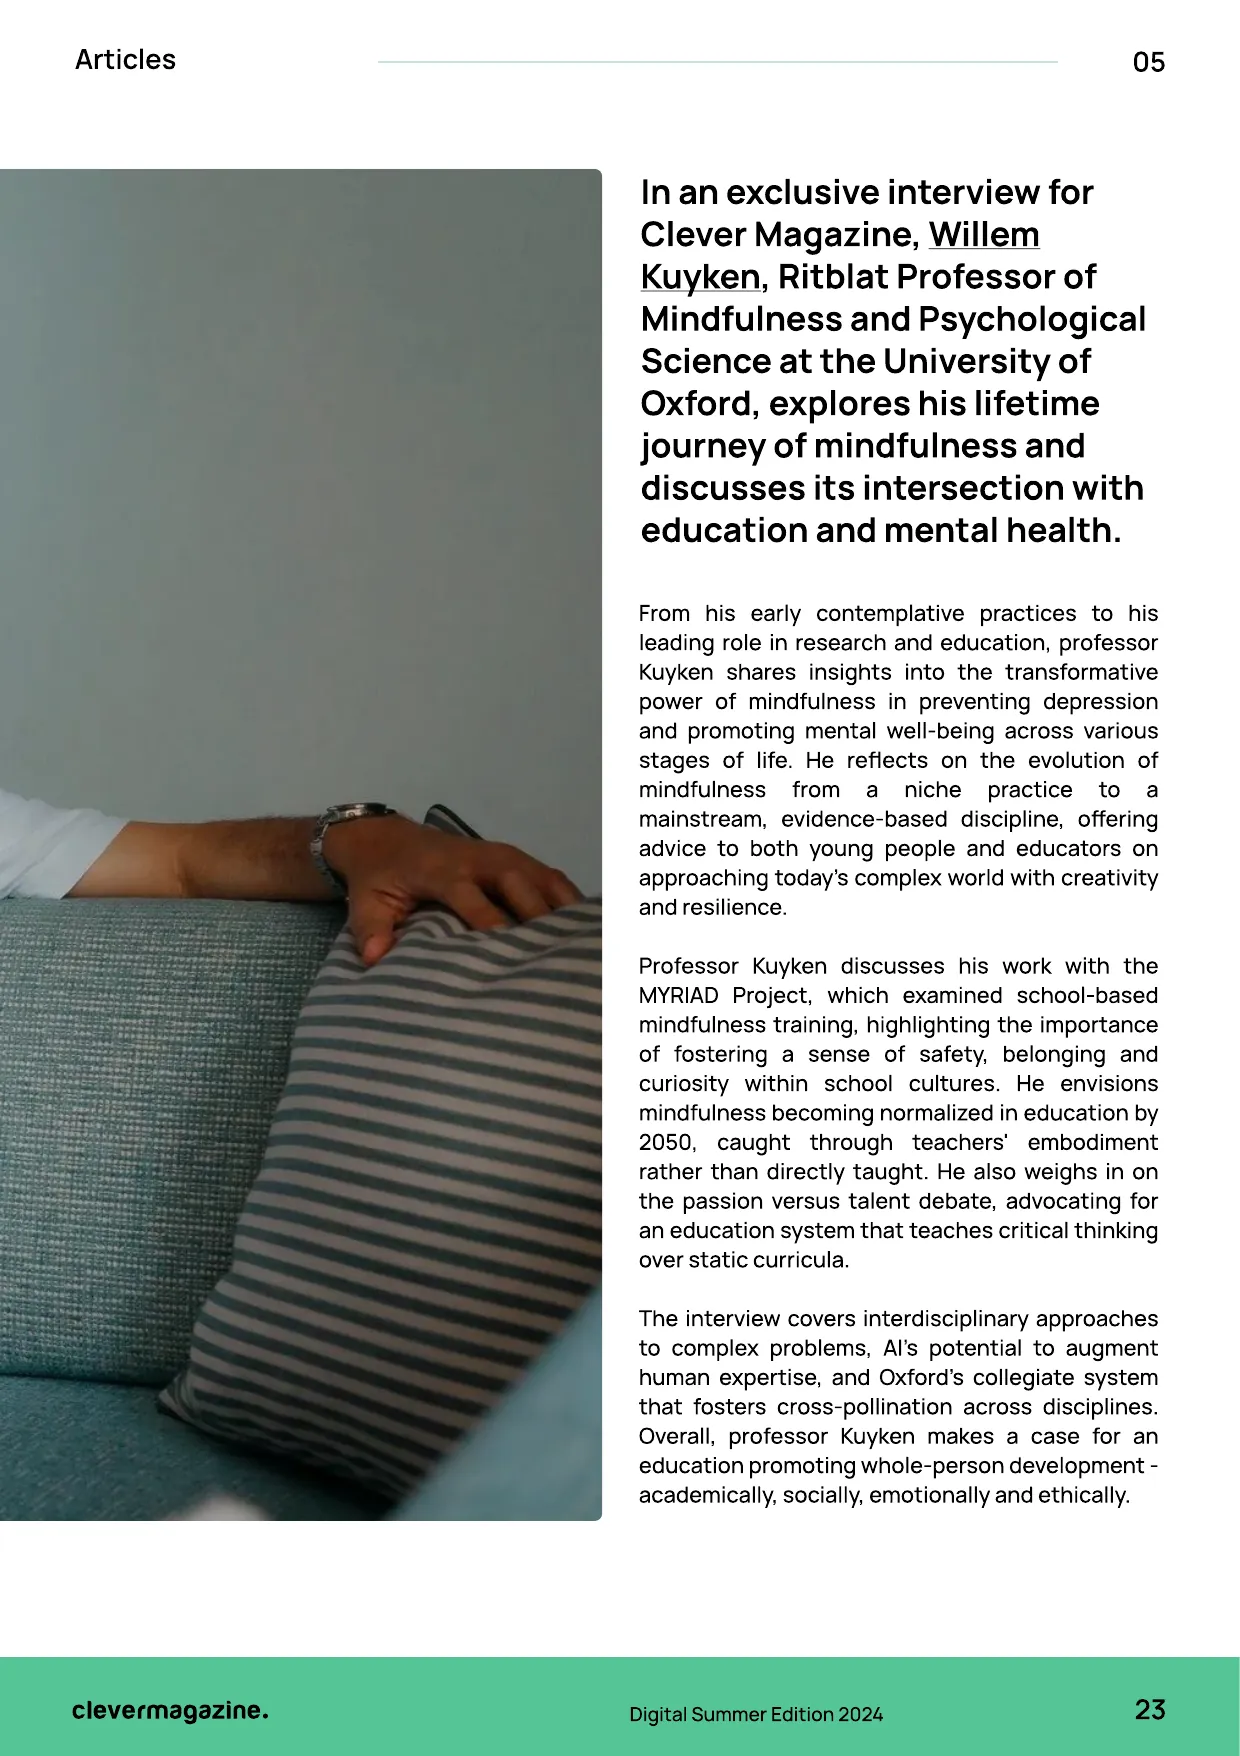 Articles
05
In an exclusive interview for
Clever Magazine, Willem
Kuyken, Ritblat Professor of
Mindfulness and Psychological
Science at the University of
Oxford, explores his lifetime
journey of mindfulness and
discusses its intersection with
education and mental health.
From his early contemplative practices to his
leading role in research and education, professor
Kuyken shares insights into the transformative
power of mindfulness in preventing depression
and promoting mental well-being across various
stages of life. He reflects on the evolution of
mindfulness from a niche practice to a
mainstream, evidence-based discipline, offering
advice to both young people and educators on
approaching today's complex world with creativity
and resilience.
Professor Kuyken discusses his work with the
MYRIAD Project, which examined school-based
mindfulness training, highlighting the importance
of fostering a sense of safety, belonging and
curiosity within school cultures. He envisions
mindfulness becoming normalized in education by
2050, caught through teachers' embodiment
rather than directly taught. He also weighs in on
the passion versus talent debate, advocating for
an education system that teaches critical thinking
over static curricula.
The interview covers interdisciplinary approaches
to complex problems, AI's potential to augment
human expertise, and Oxford's collegiate system
that fosters cross-pollination across disciplines.
Overall, professor Kuyken makes a case for an
education promoting whole-person development -
academically, socially, emotionally and ethically.
clevermagazine.
Digital Summer Edition 2024
23